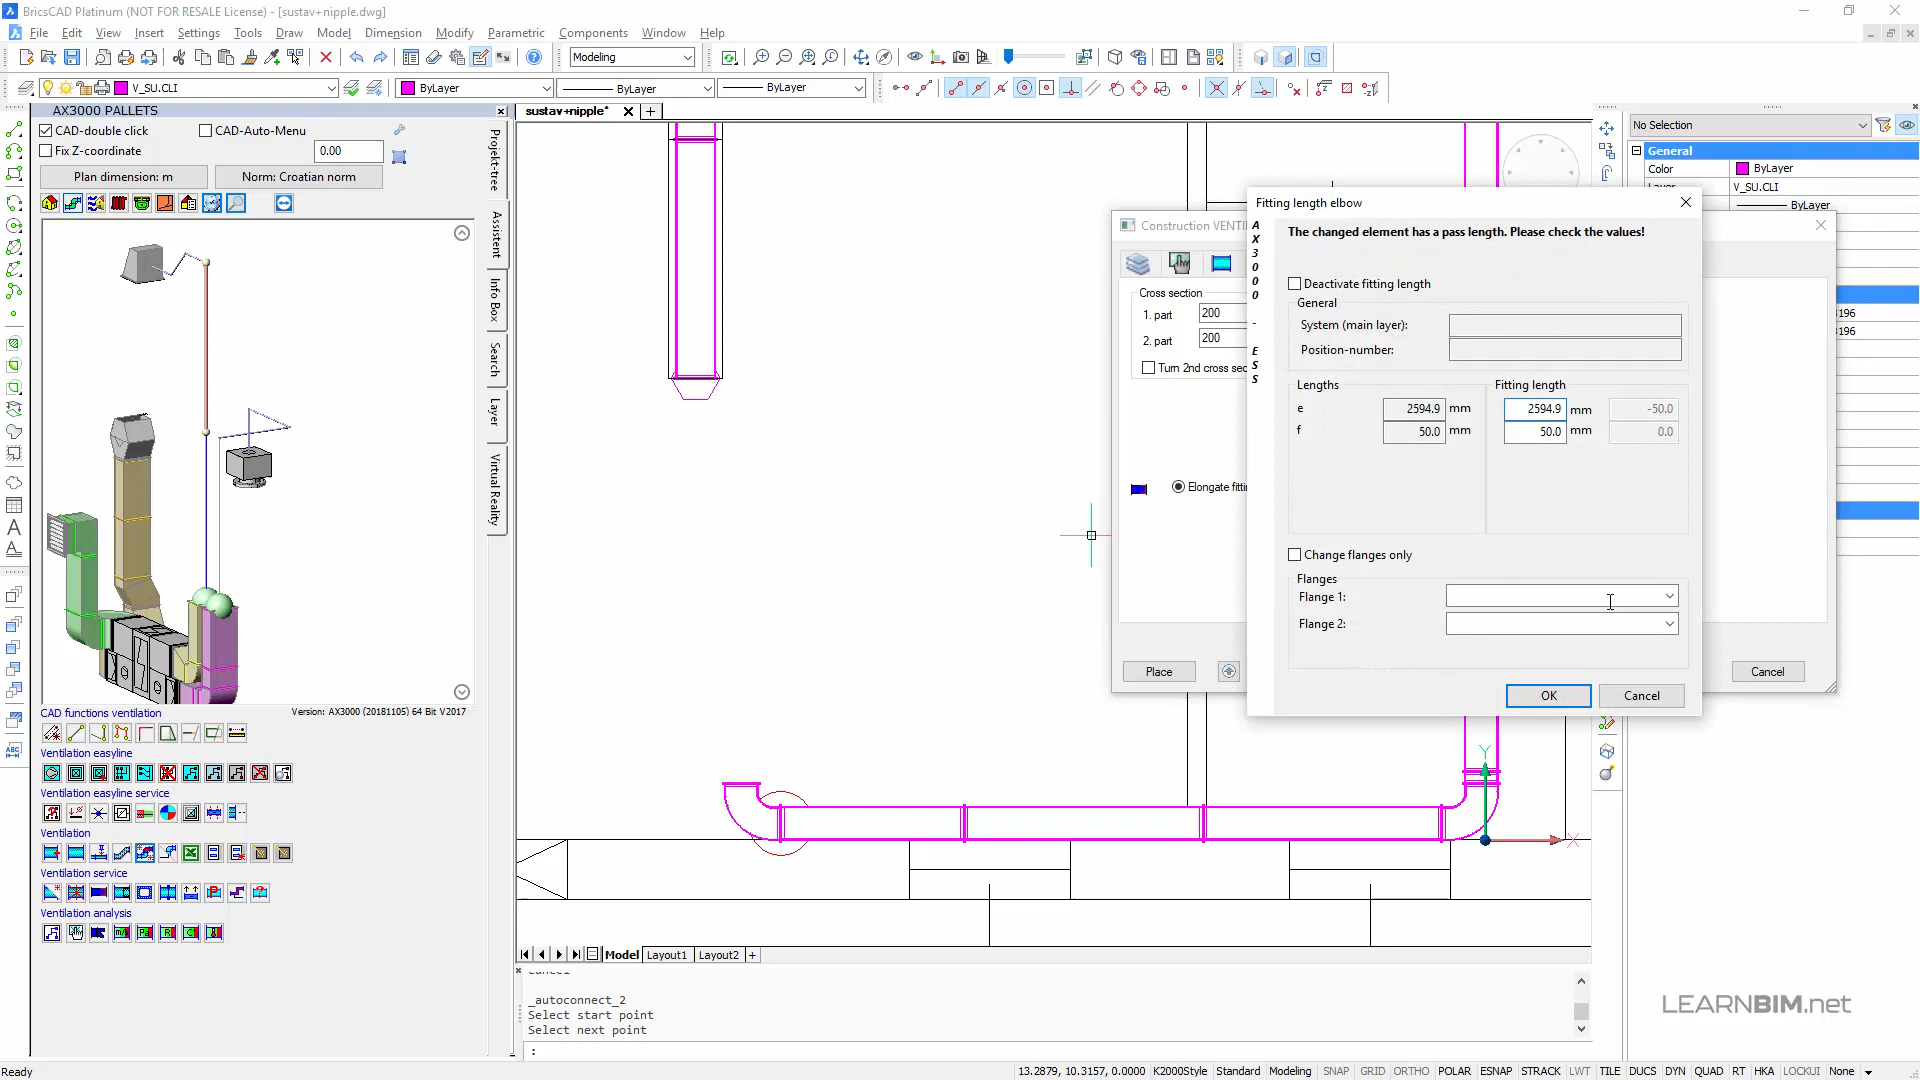 BricsCAD Platinum (NOT FOR RESALE License) - [sustav+nipple.dwg]
File Edit View Insert Settings Tools Draw Model Dimension Modify Parametric Components Window Help
Modeling
V_SU.CLI
ByLayer
ByLayer
ByLayer
AX3000 PALLETS
CAD-double click
CAD-Auto-Menu
Fix Z-coordinate
0.00
Plan dimension: m
Norm: Croatian norm
Projekt-tree
Assistent
Info Box
Search
Layer
Virtual Reality
CAD functions ventilation
Version: AX3000 (20181105) 64 Bit V2017
Ventilation easyline
Ventilation easyline service
Ventilation
Ventilation service
Ventilation analysis
sustav+nipple*
Construction VENTI
Cross section
1. part 200
2. part 200
Turn 2nd cross sec
Elongate fittin
Place
Cancel
Fitting length elbow
AX3000 - ESS
The changed element has a pass length. Please check the values!
Deactivate fitting length
General
System (main layer):
Position-number:
Lengths
Fitting length
e 2594.9 mm 2594.9 mm -50.0
f 50.0 mm 50.0 mm 0.0
Change flanges only
Flanges
Flange 1:
Flange 2:
OK
Cancel
No Selection
General
Color ByLayer
V_SU.CLI
ByLayer
196
196
Y
X
Model Layout1 Layout2
_autoconnect_2
Select start point
Select next point
:
LEARNBIM.net
Ready
13.2879, 10.3157, 0.0000 K2000Style Standard Modeling SNAP GRID ORTHO POLAR ESNAP STRACK LWT TILE DUCS DYN QUAD RT HKA LOCKUI None